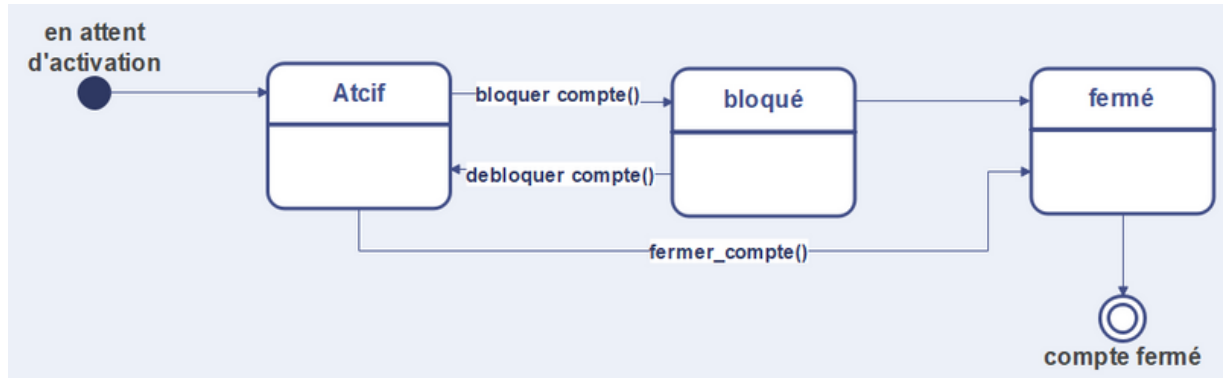 en attent
d'activation
Atcif
bloquer compte()
bloqué
fermé
debloquer compte()
fermer_compte()
compte fermé